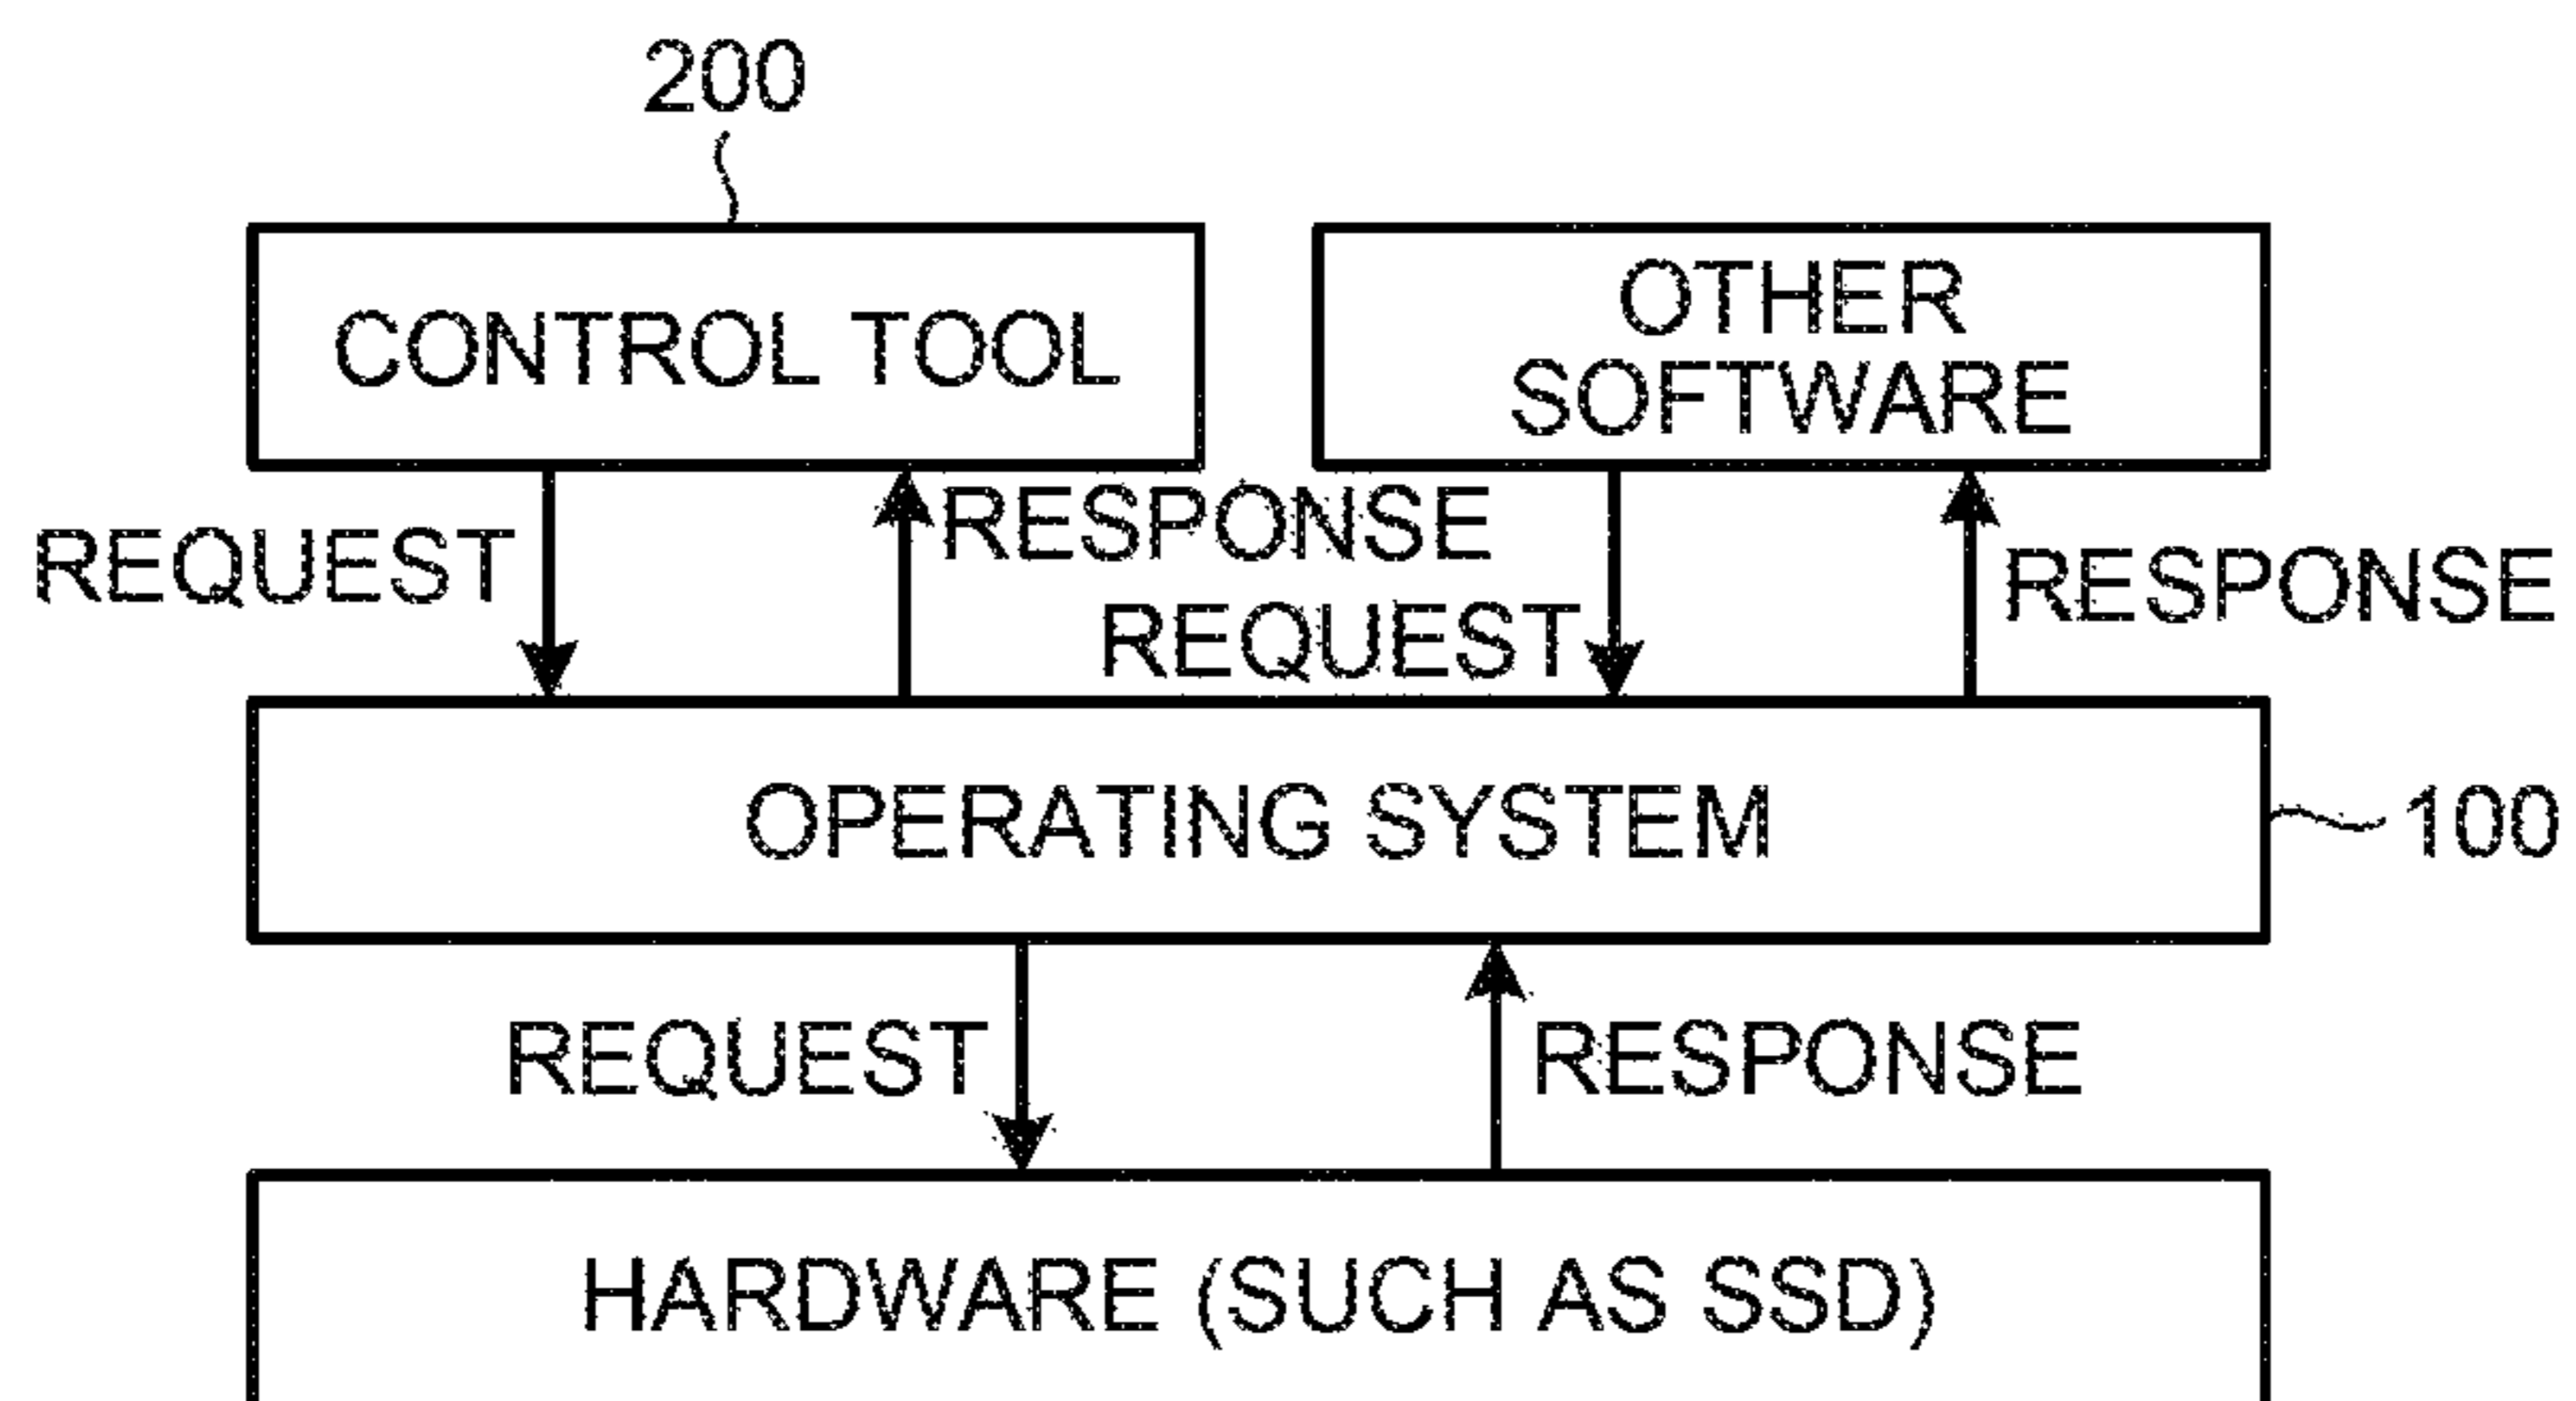 200
CONTROL TOOL
OTHER
SOFTWARE
REQUEST
RESPONSE
REQUEST
RESPONSE
OPERATING SYSTEM
100
REQUEST
RESPONSE
HARDWARE (SUCH AS SSD)